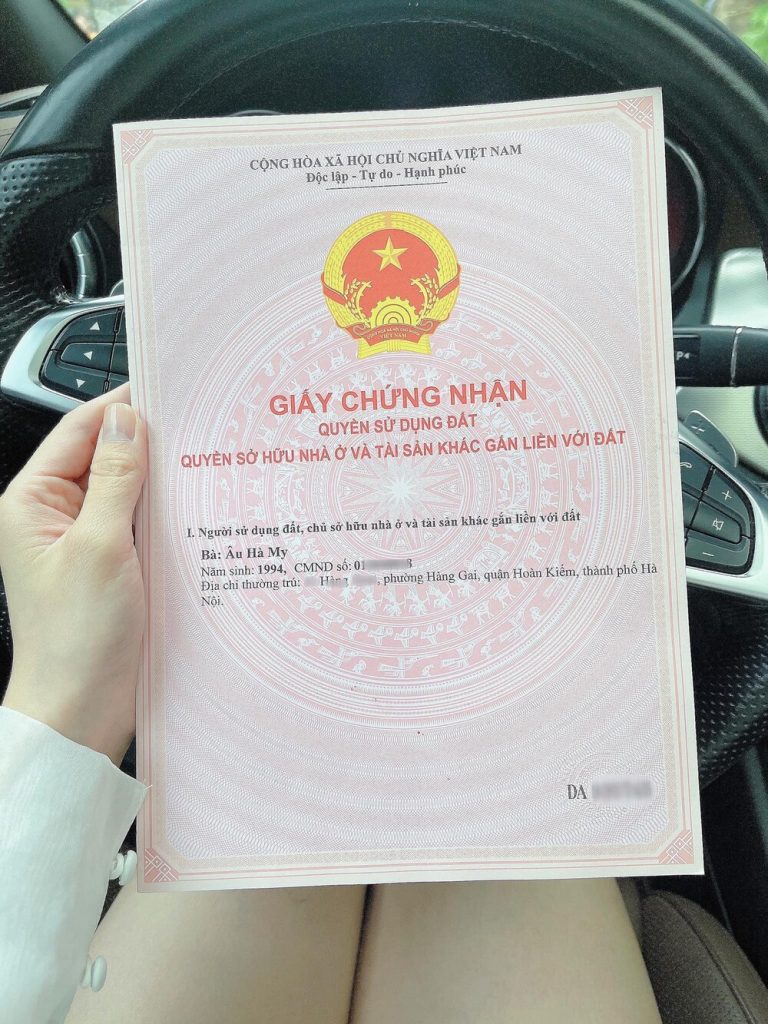 CỘNG HÒA XÃ HỘI CHỦ NGHĨA VIỆT NAM
Độc lập - Tự do - Hạnh phúc
VIỆT NAM
GIẤY CHỨNG NHẬN
QUYỀN SỬ DỤNG ĐẤT
QUYỀN SỞ HỮU NHÀ Ở VÀ TÀI SẢN KHÁC GẮN LIỀN VỚI ĐẤT
I. Người sử dụng đất, chủ sở hữu nhà ở và tài sản khác gắn liền với đất
Bà: Âu Hà My
Năm sinh: 1994, CMND số:
Địa chỉ thường trú: Hàng , phường Hàng Gai, quận Hoàn Kiếm, thành phố Hà
Nội.
DA